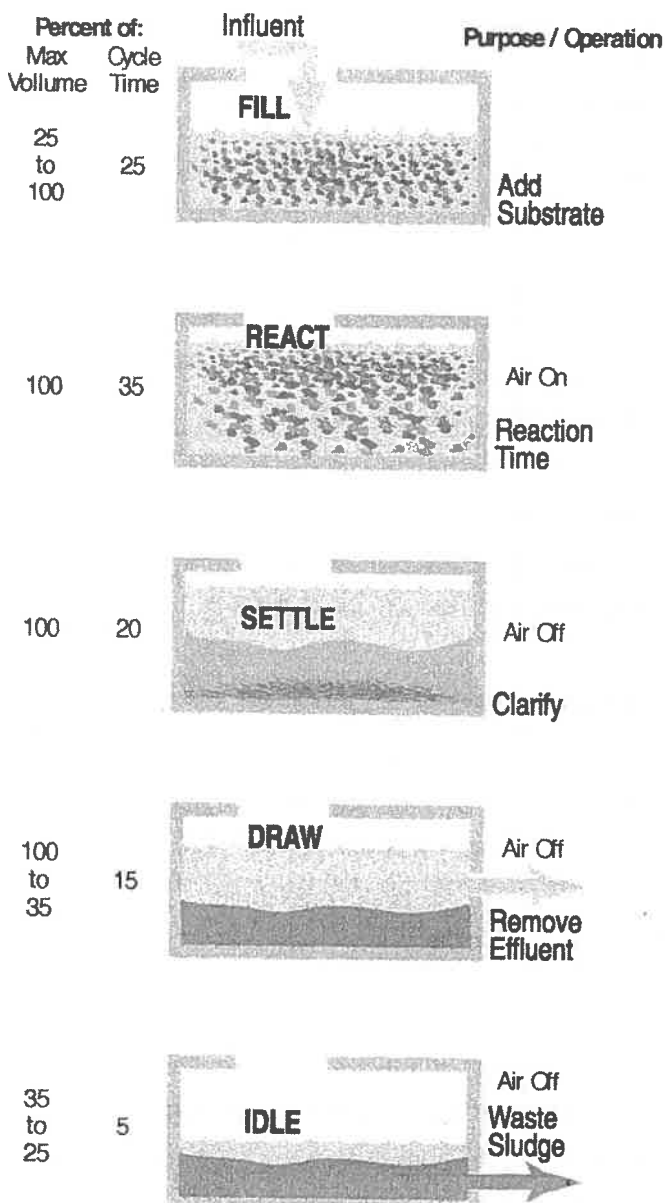 Percent of:
Max Cycle
Vollume Time
Influent
Purpose / Operation
FILL
25
to
100
25
Add
Substrate
REACT
100
35
Air On
Reaction
Time
SETTLE
100
20
Air Off
Clarify
DRAW
100
to
35
15
Air Off
Remove
Effluent
IDLE
35
to
25
5
Air Off
Waste
Sludge